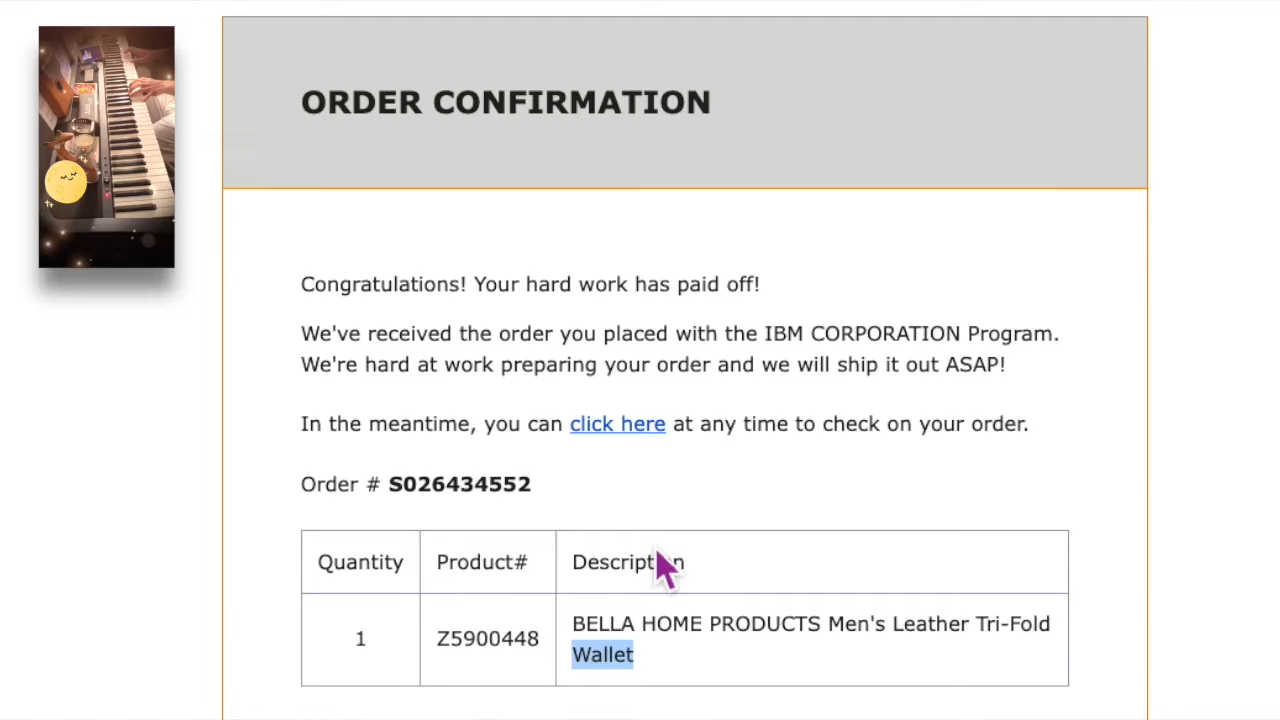 ORDER CONFIRMATION
Congratulations! Your hard work has paid off!
We've received the order you placed with the IBM CORPORATION Program.
We're hard at work preparing your order and we will ship it out ASAP!
In the meantime, you can click here at any time to check on your order.
Order # S026434552
Quantity Product# Description
1 Z5900448 BELLA HOME PRODUCTS Men's Leather Tri-Fold
Wallet